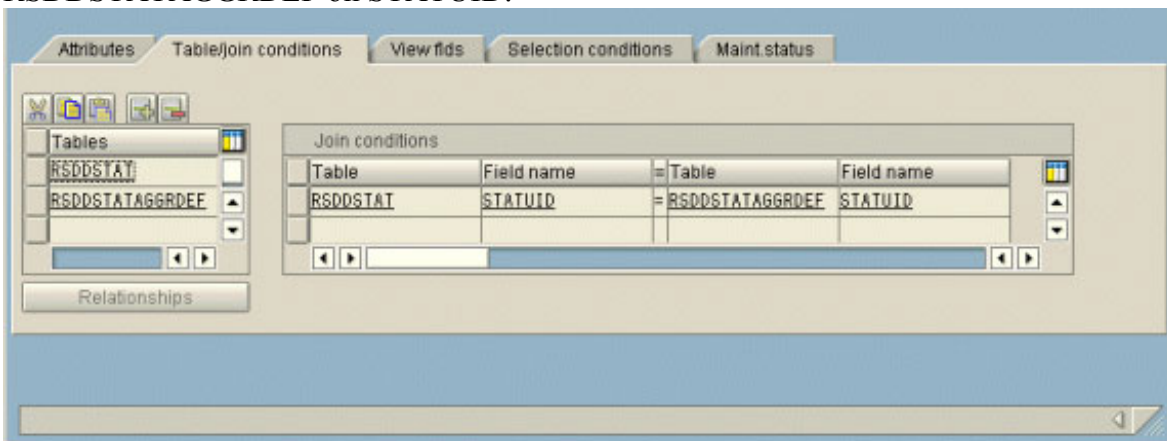 RSDDSTATAGGRDEF on STATUID.
Attributes Table/join conditions View flds Selection conditions Maint.status
Tables
RSDDSTAT
RSDDSTATAGGRDEF
Join conditions
Table Field name = Table Field name
RSDDSTAT STATUID = RSDDSTATAGGRDEF STATUID
Relationships